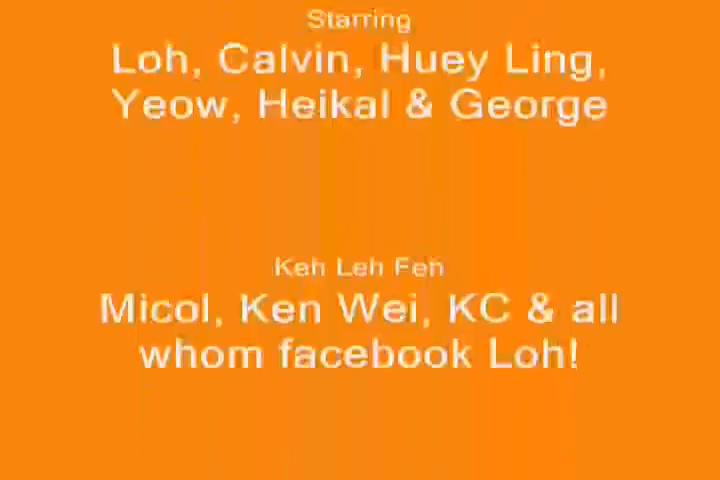 Starring
Loh, Calvin, Huey Ling,
Yeow, Heikal & George
Keh Leh Feh
Micol, Ken Wei, KC & all
whom facebook Loh!